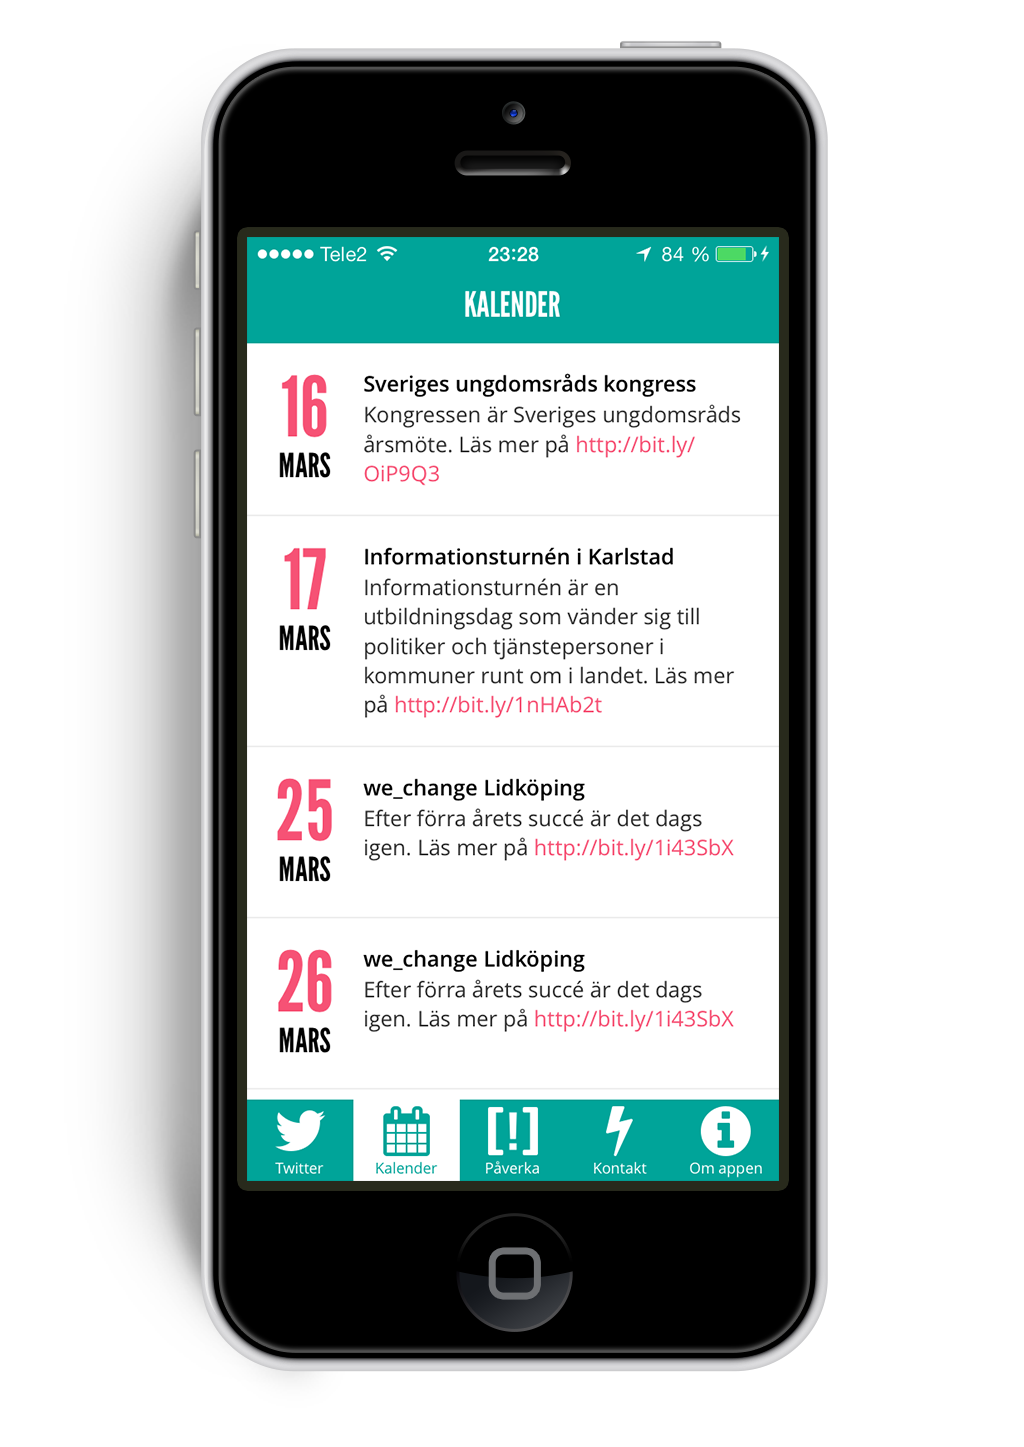 Tele2 23:28 84 %
KALENDER
16
MARS
Sveriges ungdomsråds kongress
Kongressen är Sveriges ungdomsråds
årsmöte. Läs mer på http://bit.ly/
OiP9Q3
17
MARS
Informationsturnén i Karlstad
Informationsturnén är en
utbildningsdag som vänder sig till
politiker och tjänstepersoner i
kommuner runt om i landet. Läs mer
på http://bit.ly/1nHAb2t
25
MARS
we_change Lidköping
Efter förra årets succé är det dags
igen. Läs mer på http://bit.ly/1i43SbX
26
MARS
we_change Lidköping
Efter förra årets succé är det dags
igen. Läs mer på http://bit.ly/1i43SbX
[!]
Twitter Kalender Påverka Kontakt Om appen